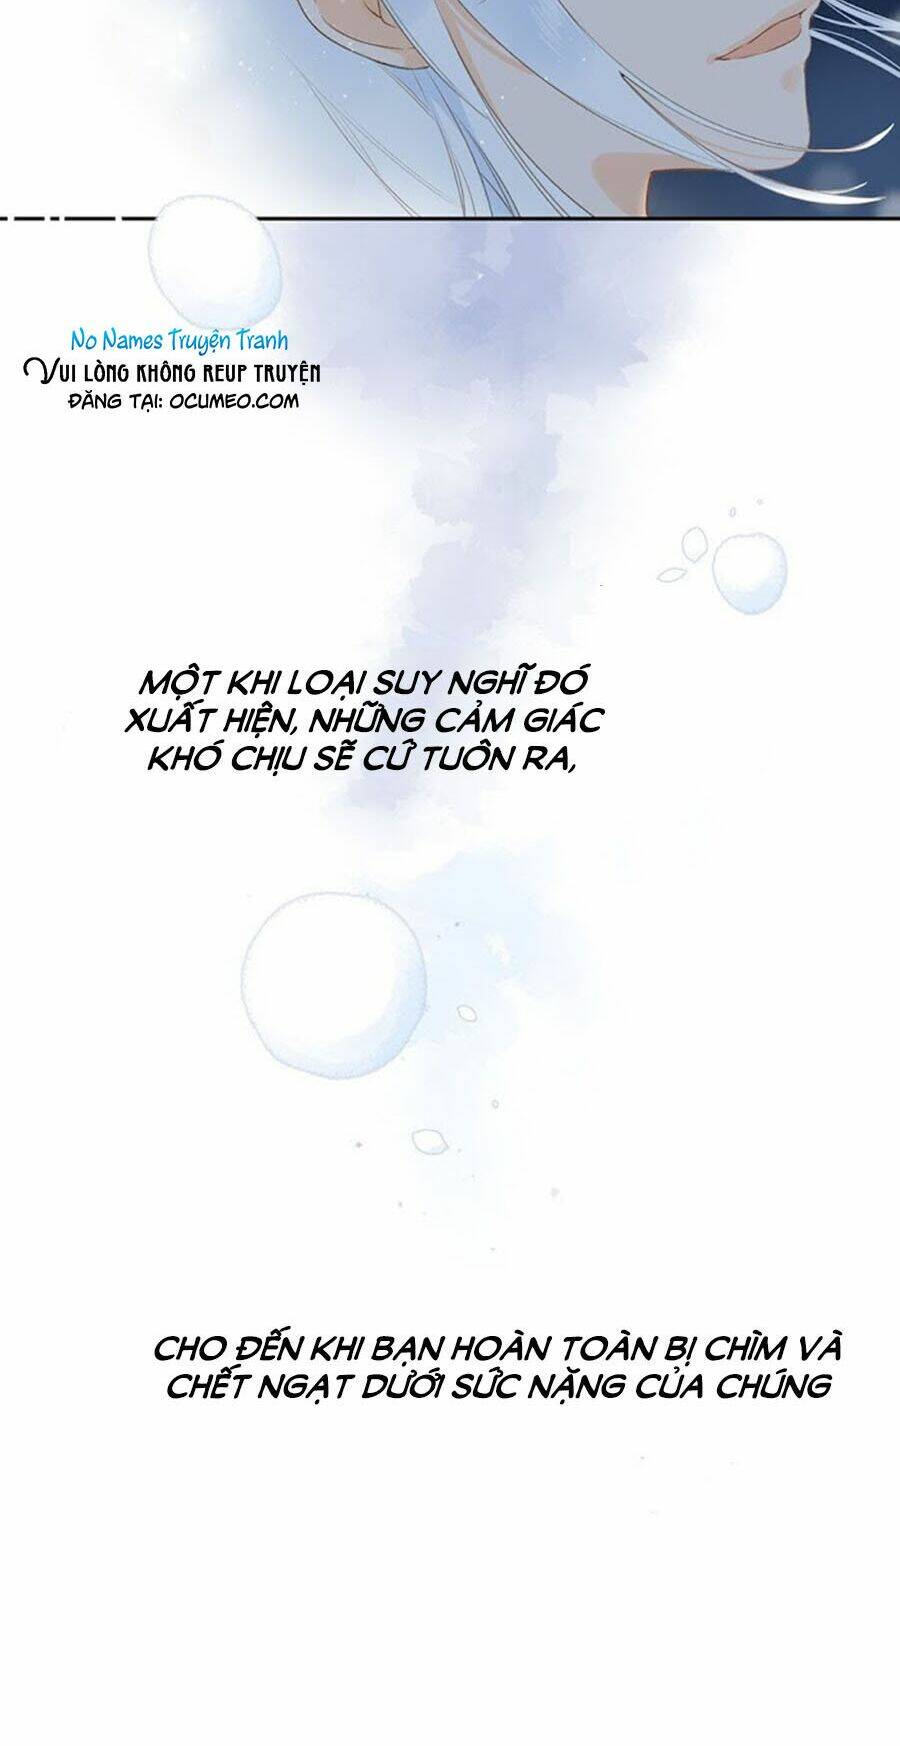 No Names Truyện Tranh
VUI LÒNG KHÔNG REUP TRUYỆN
ĐĂNG TẠI: OCUMEO.COM
MỘT KHI LOẠI SUY NGHĨ ĐÓ
XUẤT HIỆN, NHỮNG CẢM GIÁC
KHÓ CHỊU SẼ CỨ TUÔN RA,
CHO ĐẾN KHI BẠN HOÀN TOÀN BỊ CHÌM VÀ
CHẾT NGẠT DƯỚI SỨC NẶNG CỦA CHÚNG